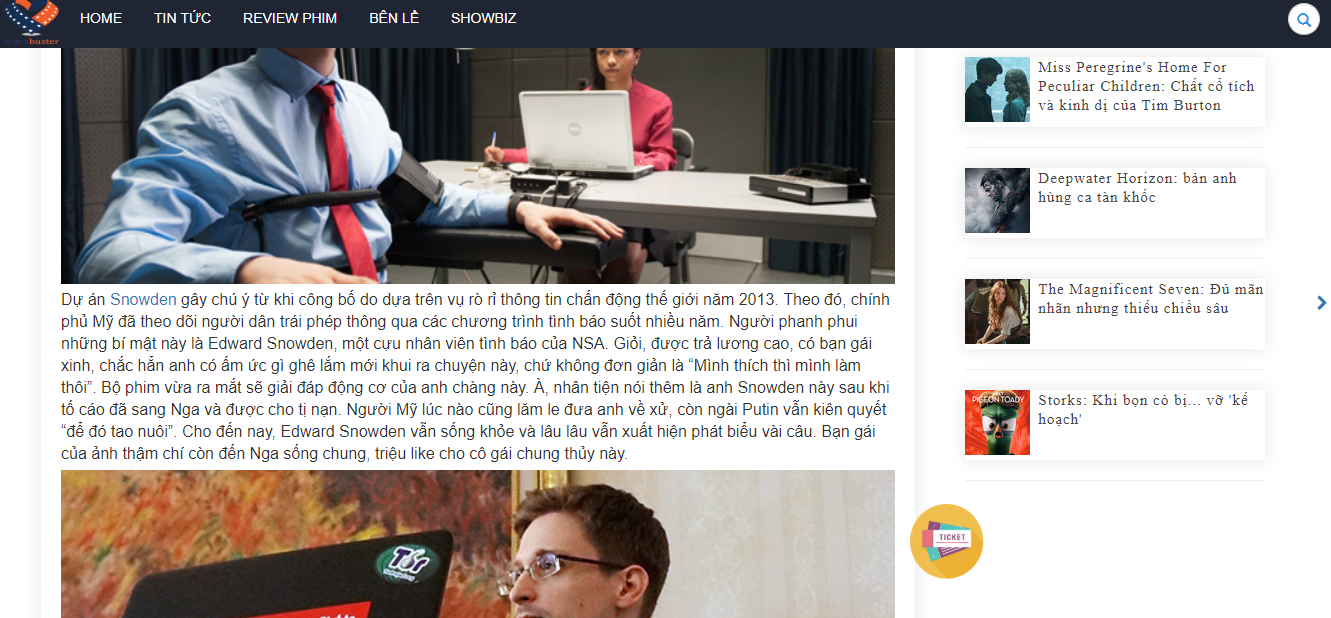 HOME TIN TỨC REVIEW PHIM BÊN LỀ SHOWBIZ
buster
DELL
Dự án Snowden gây chú ý từ khi công bố do dựa trên vụ rò rỉ thông tin chấn động thế giới năm 2013. Theo đó, chính
phủ Mỹ đã theo dõi người dân trái phép thông qua các chương trình tình báo suốt nhiều năm. Người phanh phui
những bí mật này là Edward Snowden, một cựu nhân viên tình báo của NSA. Giỏi, được trả lương cao, có bạn gái
xinh, chắc hẳn anh có ấm ức gì ghê lắm mới khui ra chuyện này, chứ không đơn giản là “Mình thích thì mình làm
thôi”. Bộ phim vừa ra mắt sẽ giải đáp động cơ của anh chàng này. À, nhân tiện nói thêm là anh Snowden này sau khi
tố cáo đã sang Nga và được cho tị nạn. Người Mỹ lúc nào cũng lăm le đưa anh về xử, còn ngài Putin vẫn kiên quyết
“để đó tao nuôi”. Cho đến nay, Edward Snowden vẫn sống khỏe và lâu lâu vẫn xuất hiện phát biểu vài câu. Bạn gái
của ảnh thậm chí còn đến Nga sống chung, triệu like cho cô gái chung thủy này.
Tor
Miss Peregrine's Home For
Peculiar Children: Chất cổ tích
và kinh dị của Tim Burton
Deepwater Horizon: bản anh
hùng ca tàn khốc
The Magnificent Seven: Đủ mãn
nhãn nhưng thiếu chiều sâu
PIGEON TOADY
Storks: Khi bọn cò bị... vỡ 'kế
hoạch'
TICKET